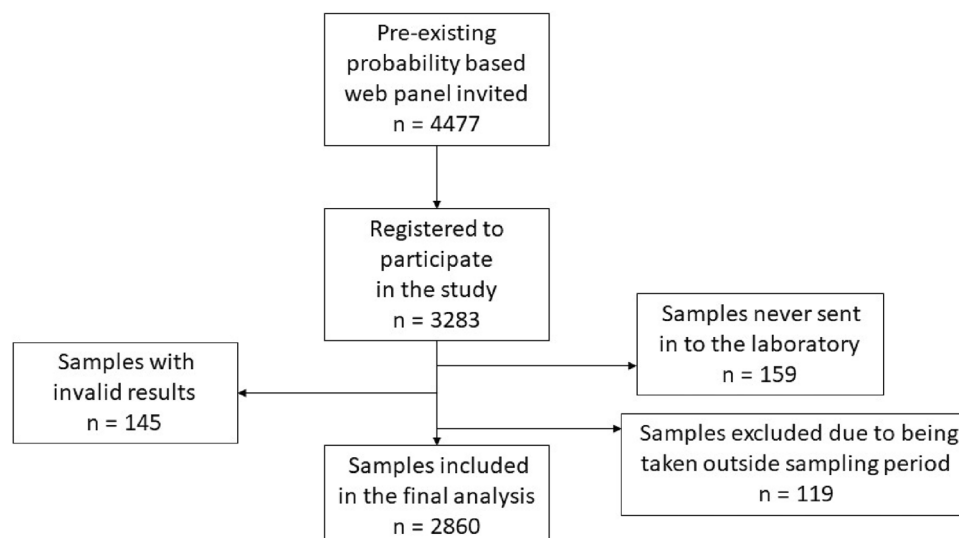 Pre-existing
probability based
web panel invited
n = 4477
Registered to
participate
in the study
n = 3283
Samples never sent
in to the laboratory
n = 159
Samples with
invalid results
n = 145
Samples excluded due to being
taken outside sampling period
n = 119
Samples included
in the final analysis
n = 2860